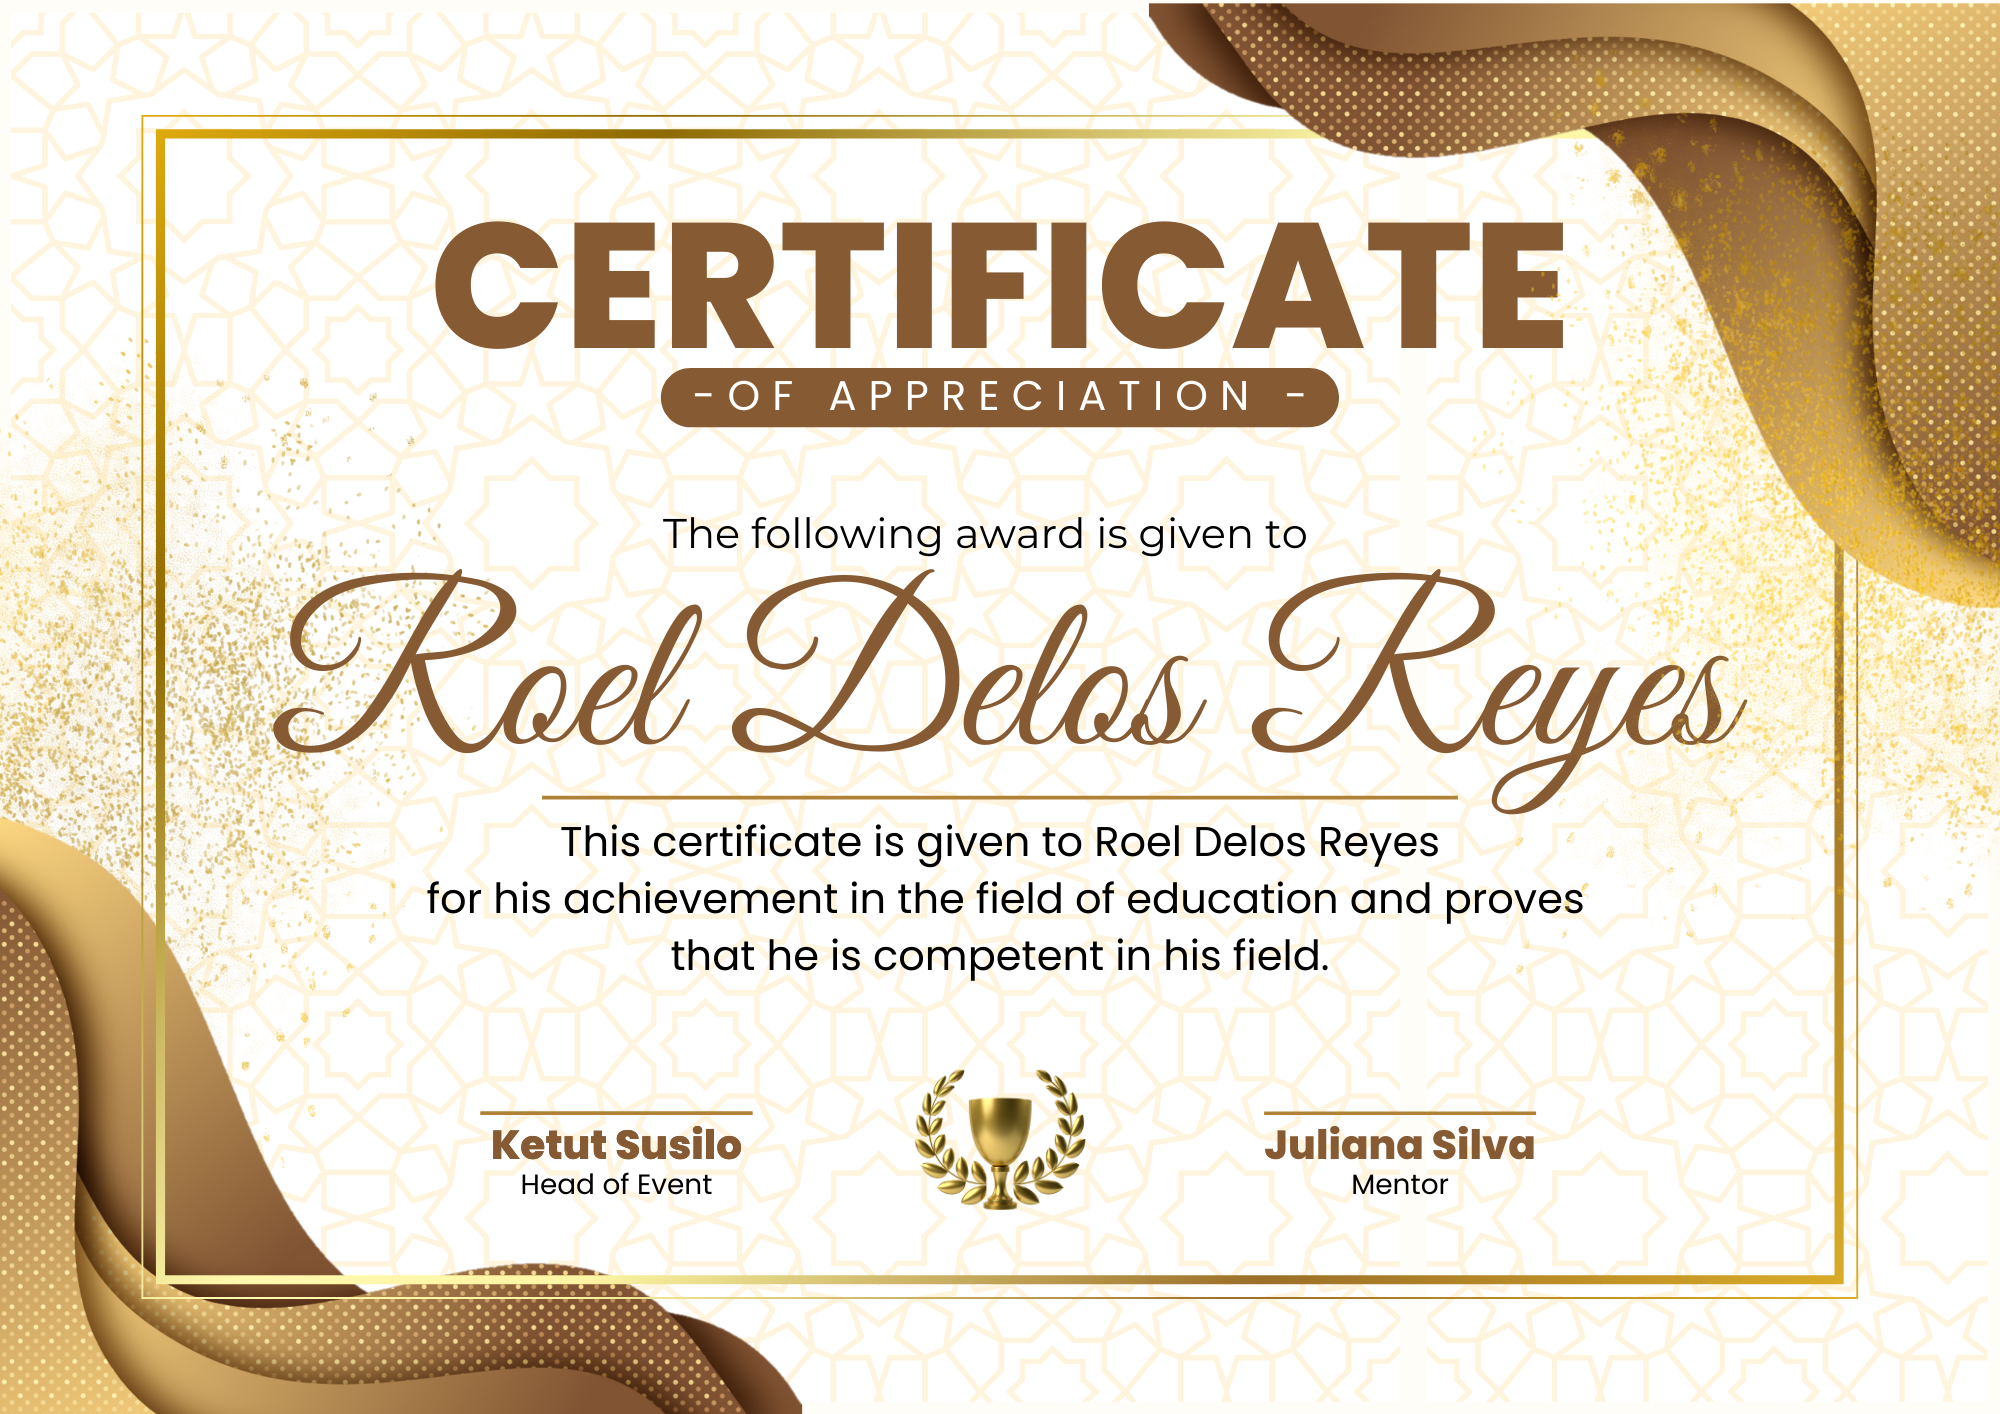 CERTIFICATE
-OF APPRECIATION -
The following award is given to
Roel Delos Reyes
This certificate is given to Roel Delos Reyes
for his achievement in the field of education and proves
that he is competent in his field.
Ketut Susilo
Head of Event
Juliana Silva
Mentor